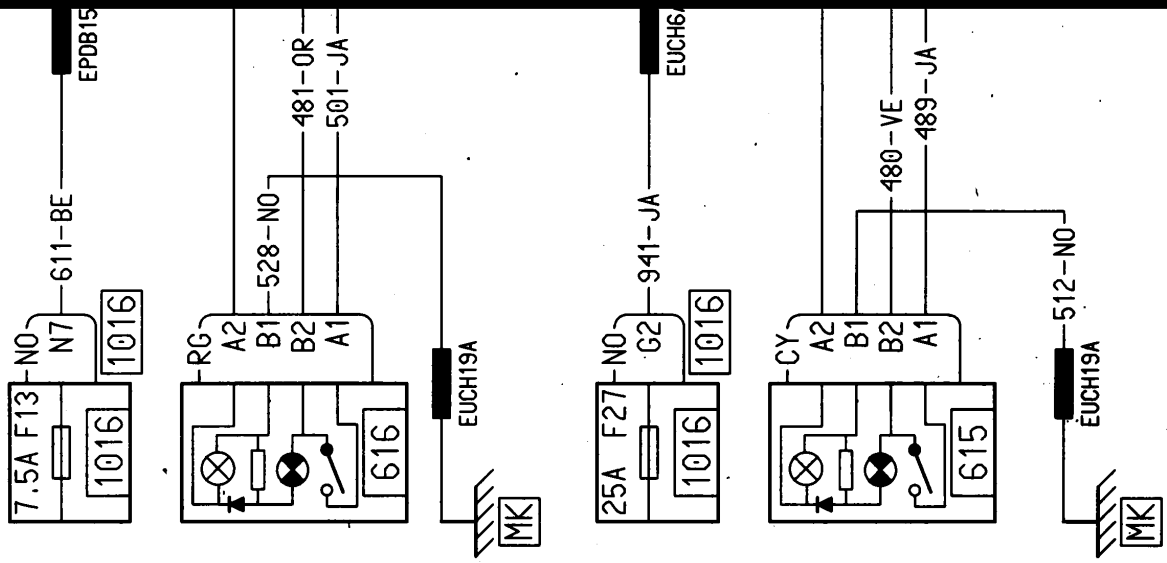 EPDB15
611-BE
NO
N7
1016
7.5A F13
1016
481-OR
501-JA
528-NO
RG
A2
B1
B2
A1
616
EUCH19A
MK
941-JA
NO
G2
1016
25A F27
1016
480-VE
489-JA
CY
A2
B1
B2
A1
615
512-NO
EUCH19A
MK